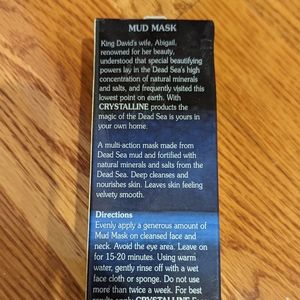 MUD MASK
King David's wife, Abigail,
renowned for her beauty,
understood that special beautifying
powers lay in the Dead Sea's high
concentration of natural minerals
and salts, and frequently visited this
lowest point on earth. With
CRYSTALLINE products the
magic of the Dead Sea is yours in
your own home.
A multi-action mask made from
Dead Sea mud and fortified with
natural minerals and salts from the
Dead Sea. Deep cleanses and
nourishes skin. Leaves skin feeling
velvety smooth.
Directions
Evenly apply a generous amount of
Mud Mask on cleansed face and
neck. Avoid the eye area. Leave on
for 15-20 minutes. Using warm
water, gently rinse off with a wet
face cloth or sponge. Do not use
more than twice a week. For best
results apply CRYSTALLINE